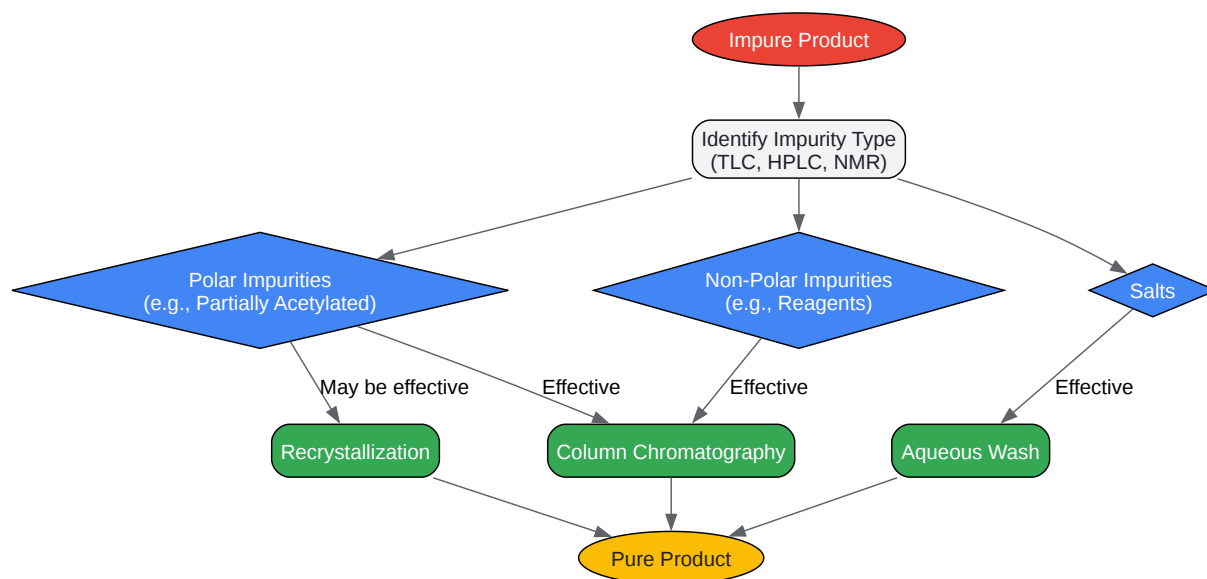 Impure Product
Identify Impurity Type
(TLC, HPLC, NMR)
Polar Impurities
(e.g., Partially Acetylated)
Non-Polar Impurities
(e.g., Reagents)
Salts
May be effective
Effective
Effective
Effective
Recrystallization
Column Chromatography
Aqueous Wash
Pure Product